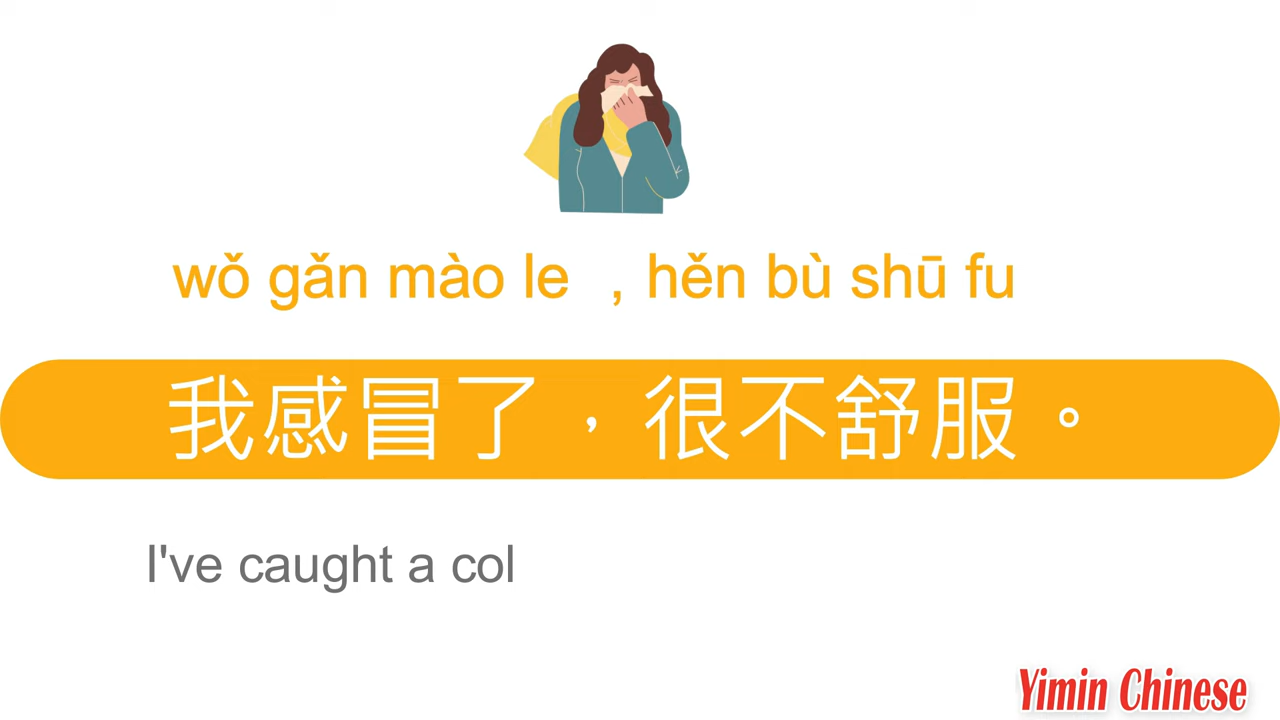 wǒ gǎn mào le , hěn bù shū fu
我感冒了，很不舒服。
I've caught a col
Yimin Chinese